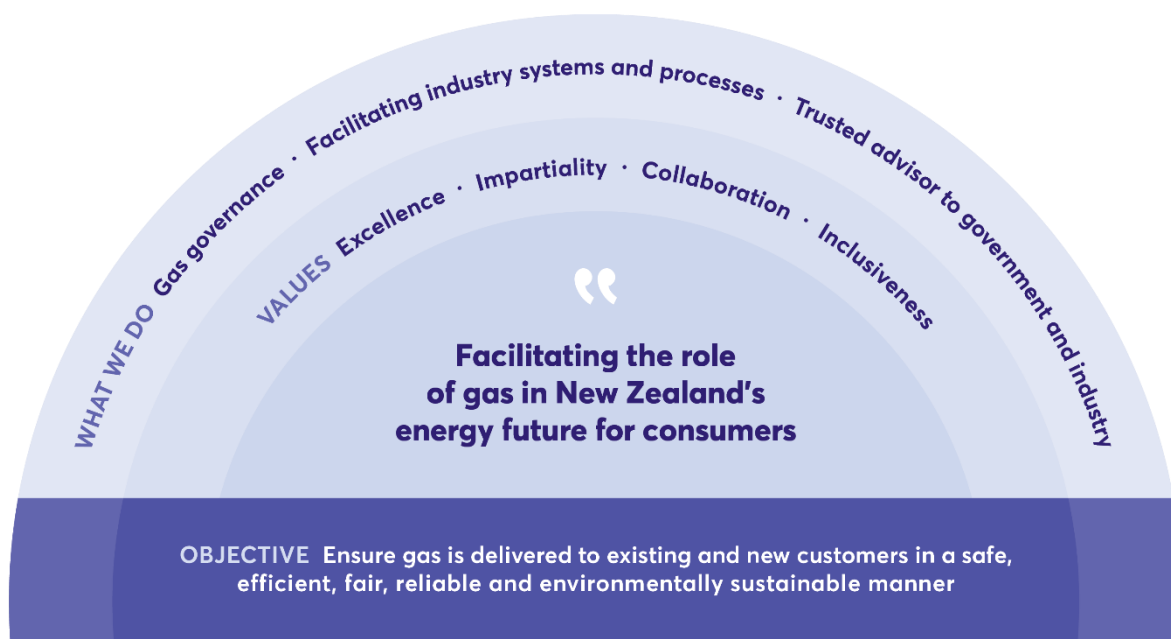 WHAT WE DO Gas governance · Facilitating industry systems and processes · Trusted advisor to government and industry
VALUES Excellence · Impartiality · Collaboration · Inclusiveness
Facilitating the role
of gas in New Zealand's
energy future for consumers
OBJECTIVE Ensure gas is delivered to existing and new customers in a safe,
efficient, fair, reliable and environmentally sustainable manner